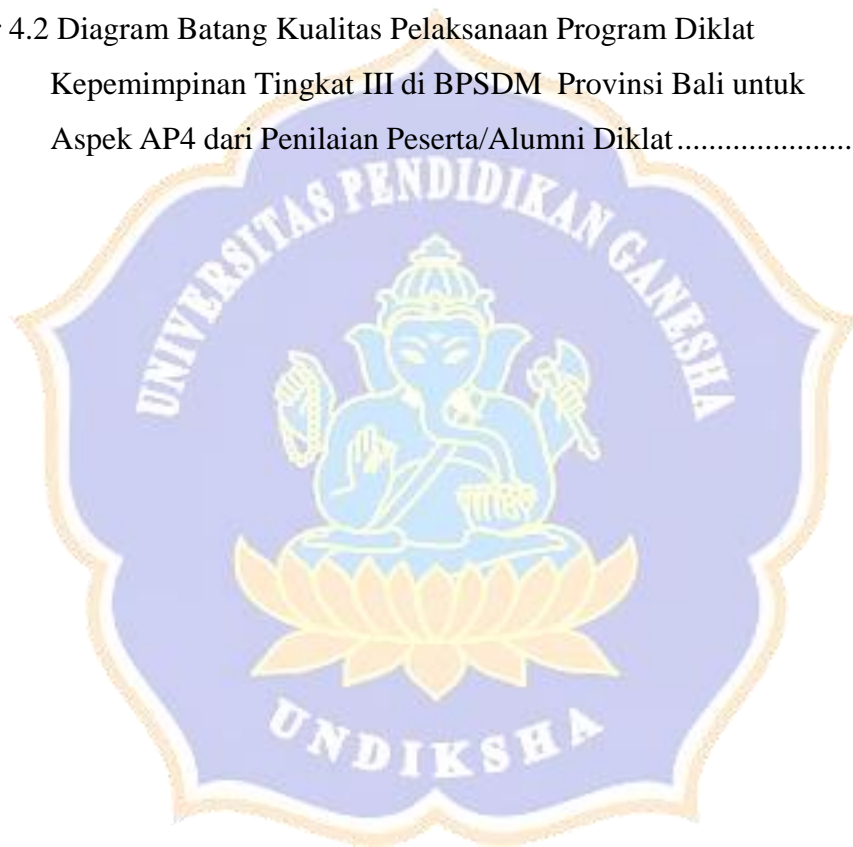 4.2 Diagram Batang Kualitas Pelaksanaan Program Diklat
Kepemimpinan Tingkat III di BPSDM Provinsi Bali untuk
Aspek AP4 dari Penilaian Peserta/Alumni Diklat......................
UNIVERSITAS PENDIDIKAN GANESHA
UNDIKSHA